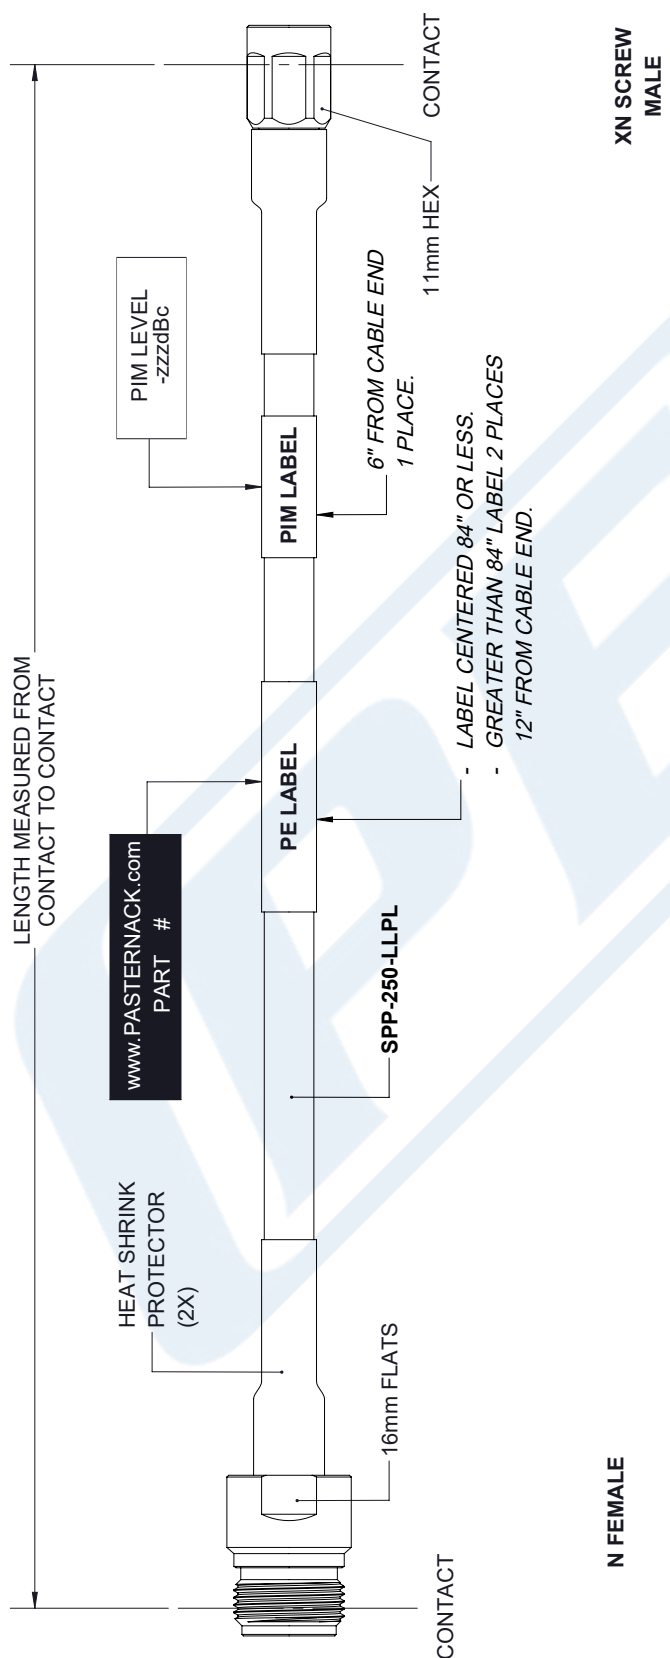 LENGTH MEASURED FROM
CONTACT TO CONTACT
HEAT SHRINK
PROTECTOR
(2X)
www.PASTERNACK.com
PART #
PIM LEVEL
-zzzdBc
PE LABEL
PIM LABEL
CONTACT
16mm FLATS
SPP-250-LLPL
6" FROM CABLE END
1 PLACE.
11mm HEX
CONTACT
- LABEL CENTERED 84" OR LESS.
- GREATER THAN 84" LABEL 2 PLACES
12" FROM CABLE END.
N FEMALE
XN SCREW
MALE